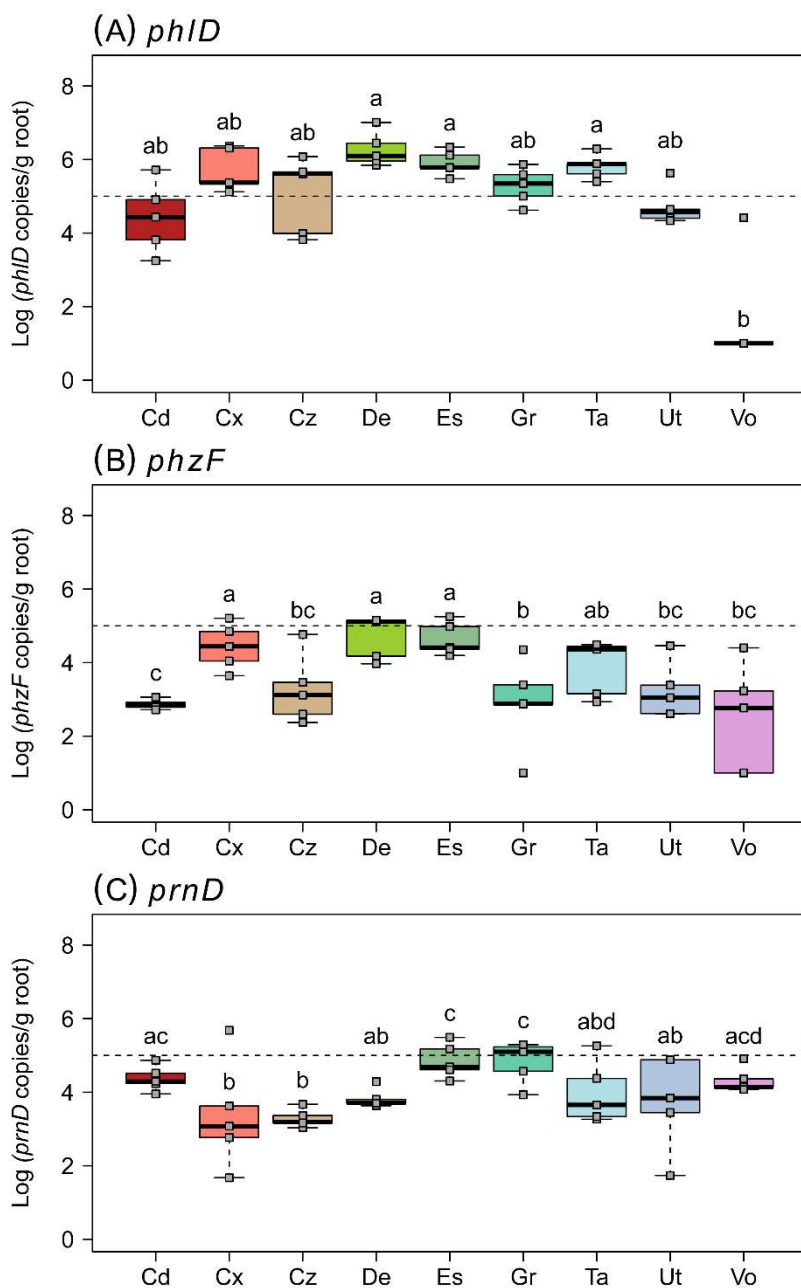 (A) phlD
Log (phlD copies/g root)
8
6
4
2
0
ab ab ab a a ab a ab b
Cd Cx Cz De Es Gr Ta Ut Vo
(B) phzF
Log (phzF copies/g root)
8
6
4
2
0
c a bc a a b ab bc bc
Cd Cx Cz De Es Gr Ta Ut Vo
(C) prnD
Log (prnD copies/g root)
8
6
4
2
0
ac b b ab c c abd ab acd
Cd Cx Cz De Es Gr Ta Ut Vo